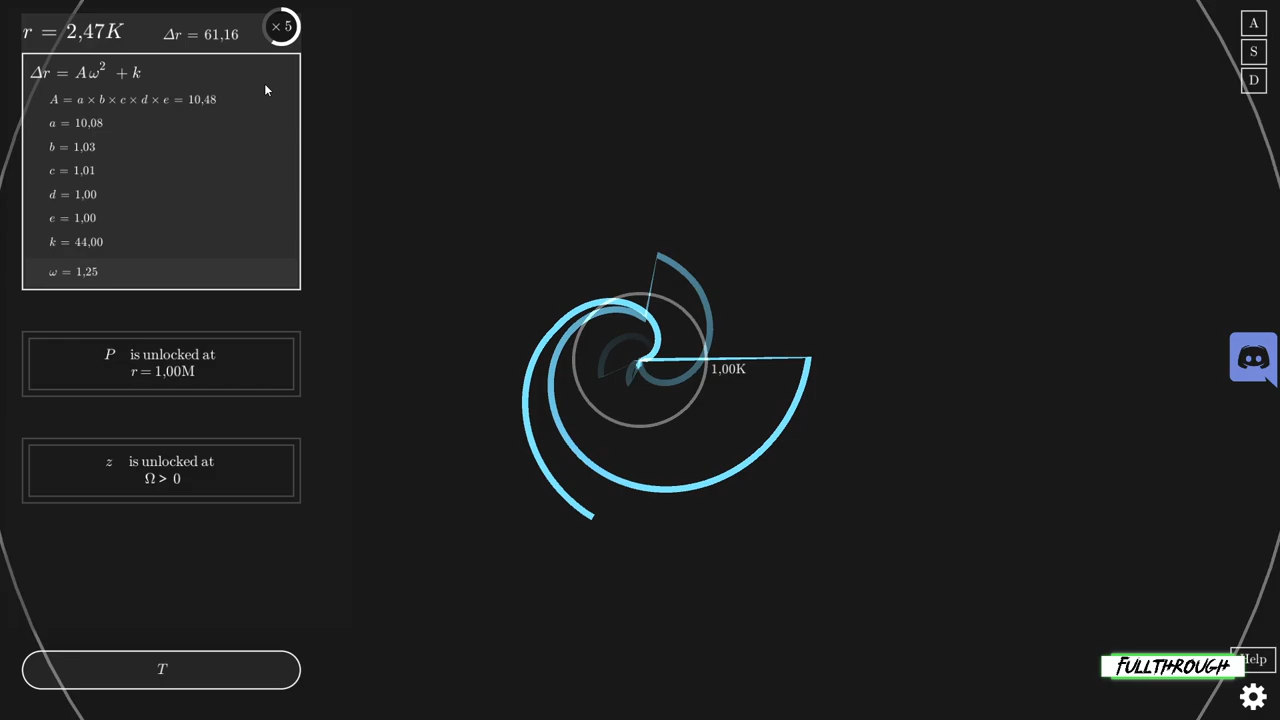 r = 2,47K Δr = 61,16 × 5
Δr = Aω² + k
A = a × b × c × d × e = 10,48
a = 10,08
b = 1,03
c = 1,01
d = 1,00
e = 1,00
k = 44,00
ω = 1,25
P is unlocked at
r = 1,00M
z is unlocked at
Ω > 0
T
1,00K
A
S
D
FULLTHROUGH
Help